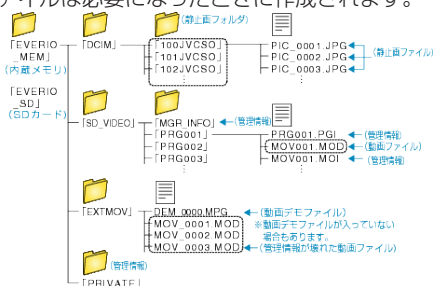 イルは必要になったときに作成されます。
(静止画フォルダ)
「EVERIO
_MEM」
(内蔵メモリ)
「DCIM」
「100JVCSO」
「101JVCSO」
「102JVCSO」
PIC_0001.JPG
PIC_0002.JPG
PIC_0003.JPG
(静止画ファイル)
「EVERIO
_SD」
(SDカード)
「SD_VIDEO」
「MGR_INFO」
(管理情報)
「PRG001」
「PRG002」
「PRG003」
PRG001.PGI
(管理情報)
MOV001.MOD
(動画ファイル)
MOV001.MOI
(管理情報)
「EXTMOV」
DEM_0000.MPG
(動画デモファイル)
MOV_0001.MOD
MOV_0002.MOD
MOV_0003.MOD
※動画デモファイルが入っていない
場合もあります。
(管理情報が壊れた動画ファイル)
(管理情報)
「PRIVATE」